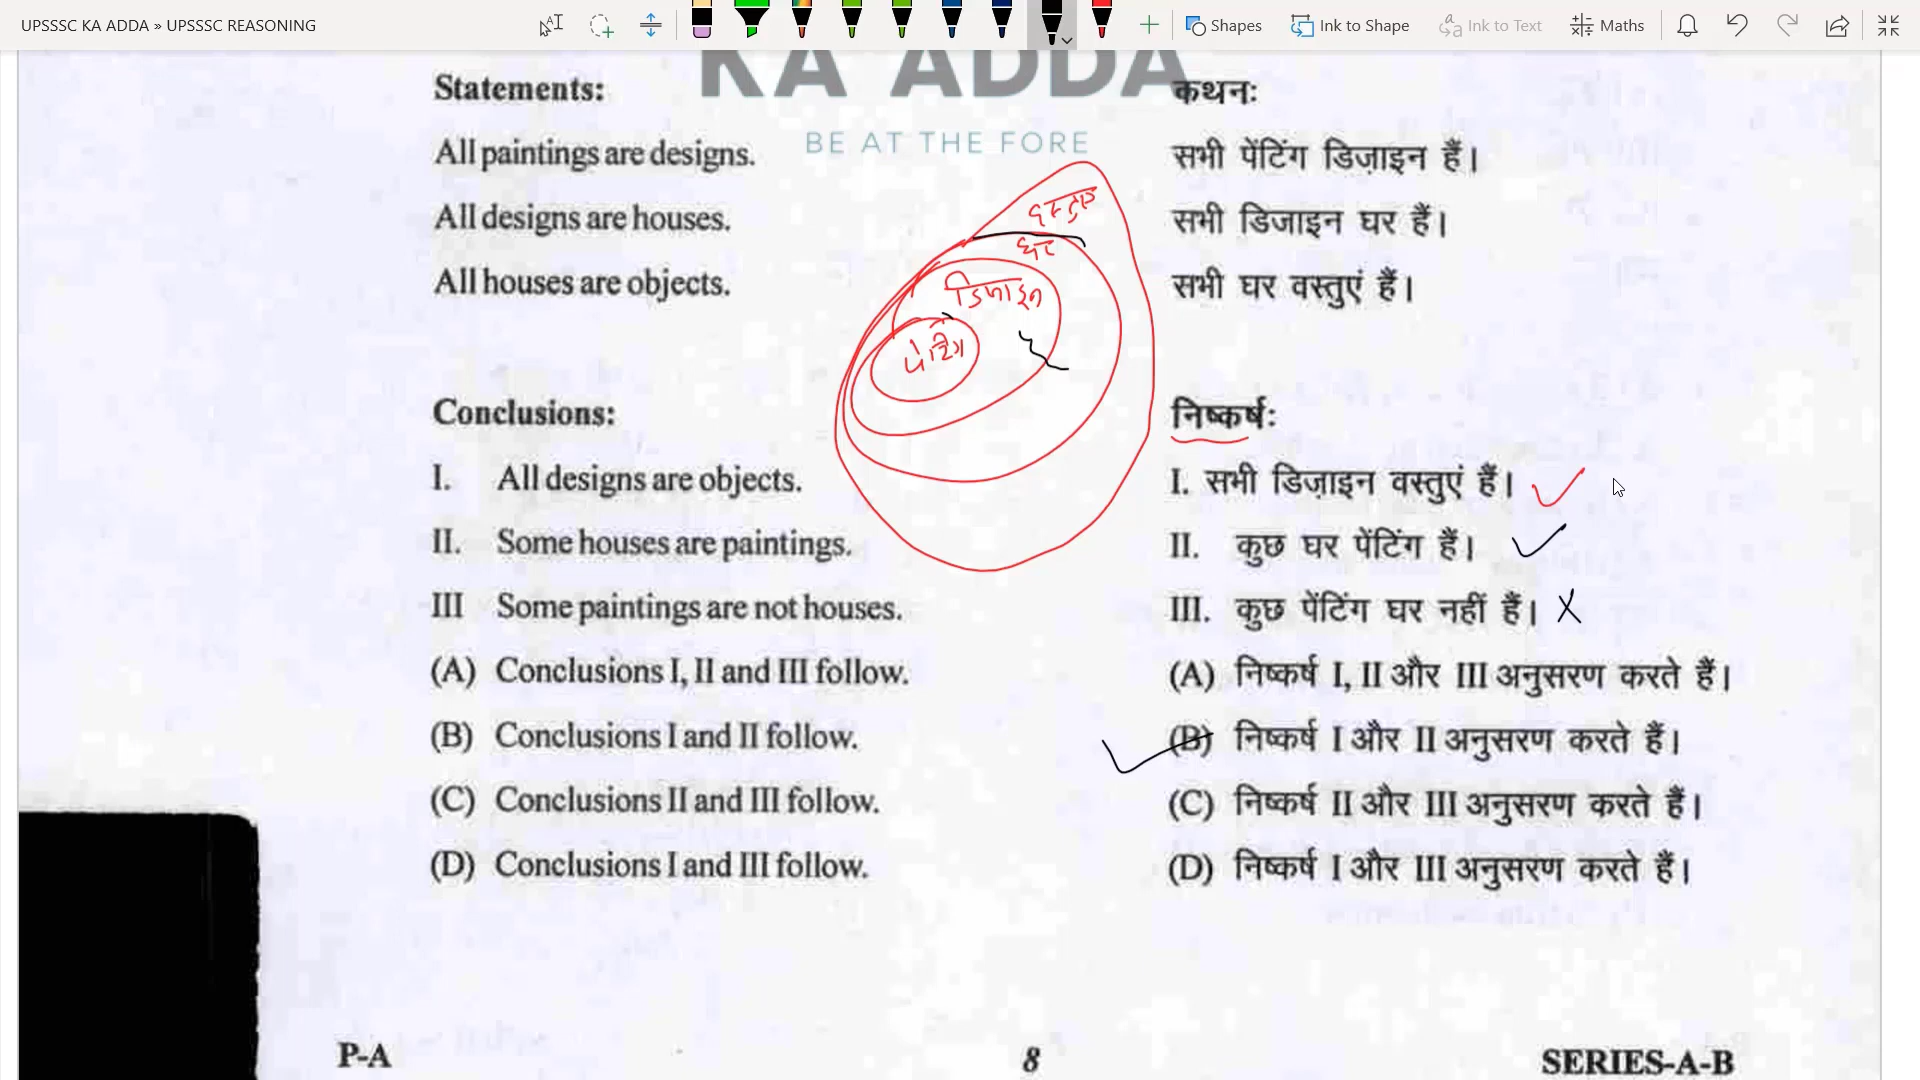 UPSSSC KA ADDA » UPSSSC REASONING
Shapes
Ink to Shape
Ink to Text
Maths
KA ADDA
BE AT THE FORE
Statements:
All paintings are designs.
All designs are houses.
All houses are objects.
Conclusions:
I. All designs are objects.
II. Some houses are paintings.
III Some paintings are not houses.
(A) Conclusions I, II and III follow.
(B) Conclusions I and II follow.
(C) Conclusions II and III follow.
(D) Conclusions I and III follow.
घर
डिजाइन
कथन:
सभी पेंटिंग डिज़ाइन हैं।
सभी डिजाइन घर हैं।
सभी घर वस्तुएं हैं।
निष्कर्ष:
I. सभी डिज़ाइन वस्तुएं हैं।
II. कुछ घर पेंटिंग हैं।
III. कुछ पेंटिंग घर नहीं हैं।
(A) निष्कर्ष I, II और III अनुसरण करते हैं।
(B) निष्कर्ष I और II अनुसरण करते हैं।
(C) निष्कर्ष II और III अनुसरण करते हैं।
(D) निष्कर्ष I और III अनुसरण करते हैं।
P-A
8
SERIES-A-B